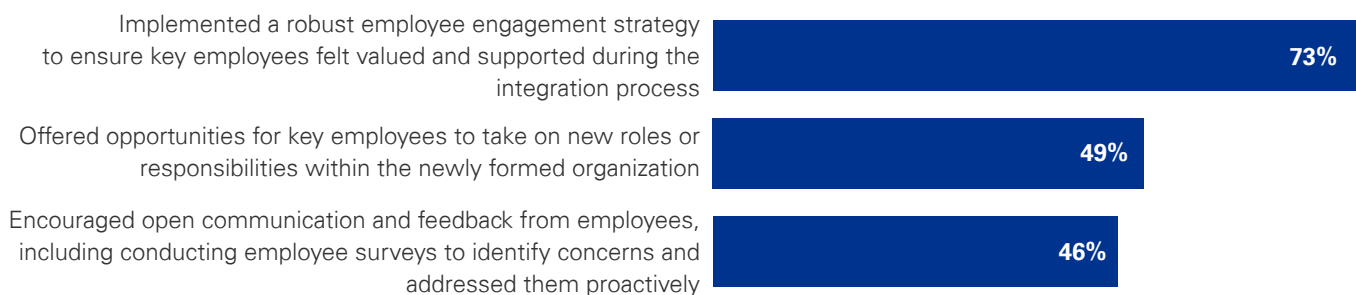 Implemented a robust employee engagement strategy
to ensure key employees felt valued and supported during the
integration process
73%
Offered opportunities for key employees to take on new roles or
responsibilities within the newly formed organization
49%
Encouraged open communication and feedback from employees,
including conducting employee surveys to identify concerns and
addressed them proactively
46%